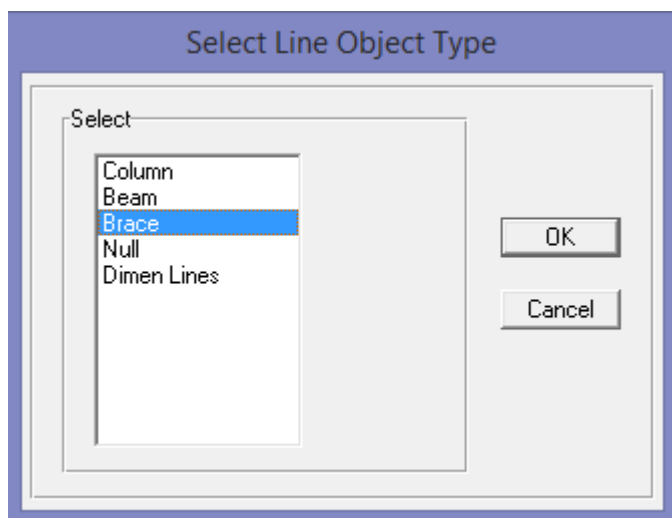 Select Line Object Type
Select
Column
Beam
Brace
Null
Dimen Lines
OK
Cancel